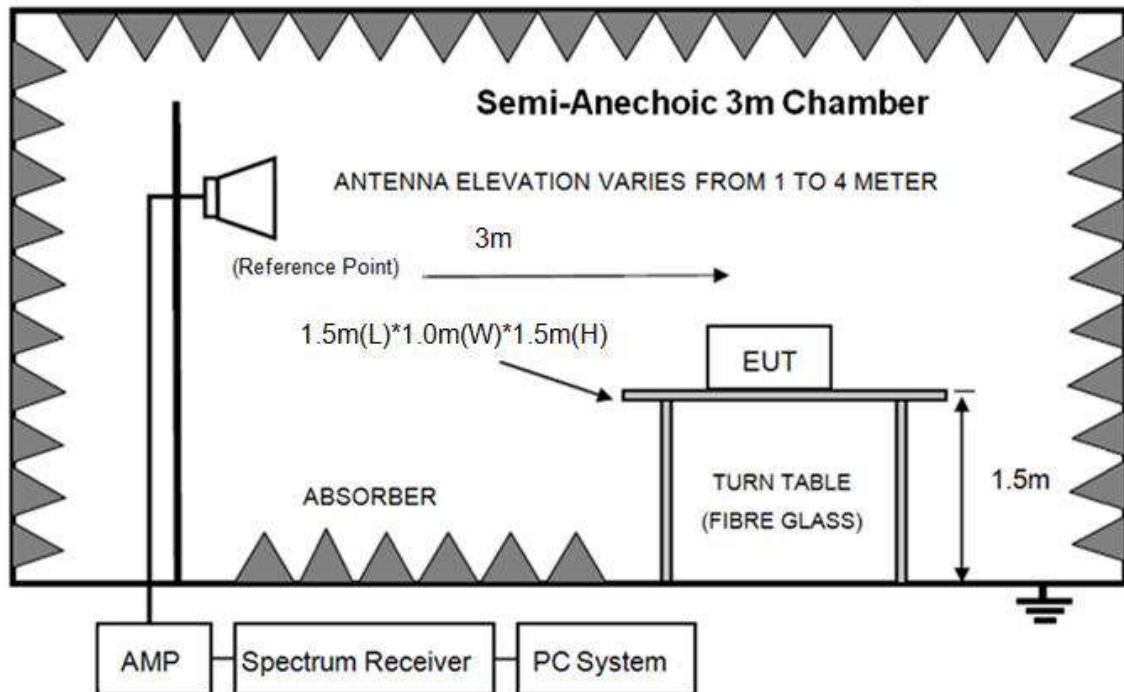 Semi-Anechoic 3m Chamber
ANTENNA ELEVATION VARIES FROM 1 TO 4 METER
3m
(Reference Point)
1.5m(L)*1.0m(W)*1.5m(H)
EUT
ABSORBER
TURN TABLE
(FIBRE GLASS)
1.5m
AMP
Spectrum Receiver
PC System